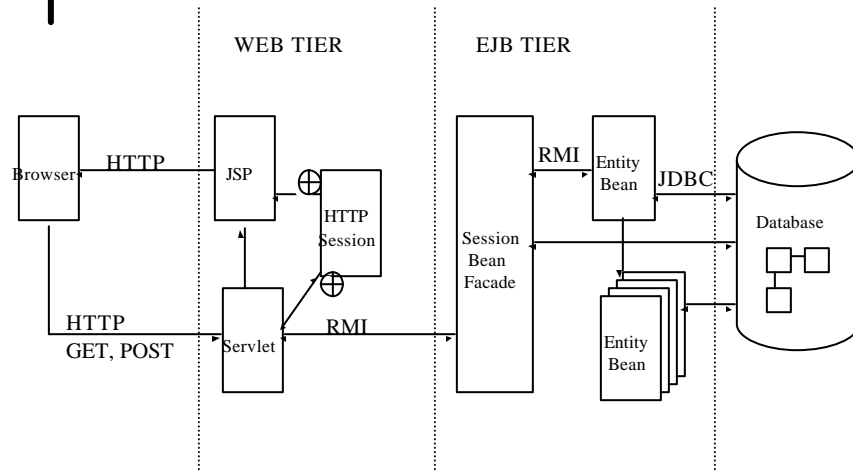 WEB TIER
EJB TIER
Browser
HTTP
JSP
HTTP
Session
HTTP
GET, POST
Servlet
RMI
Session
Bean
Facade
RMI
Entity
Bean
JDBC
Entity
Bean
Database